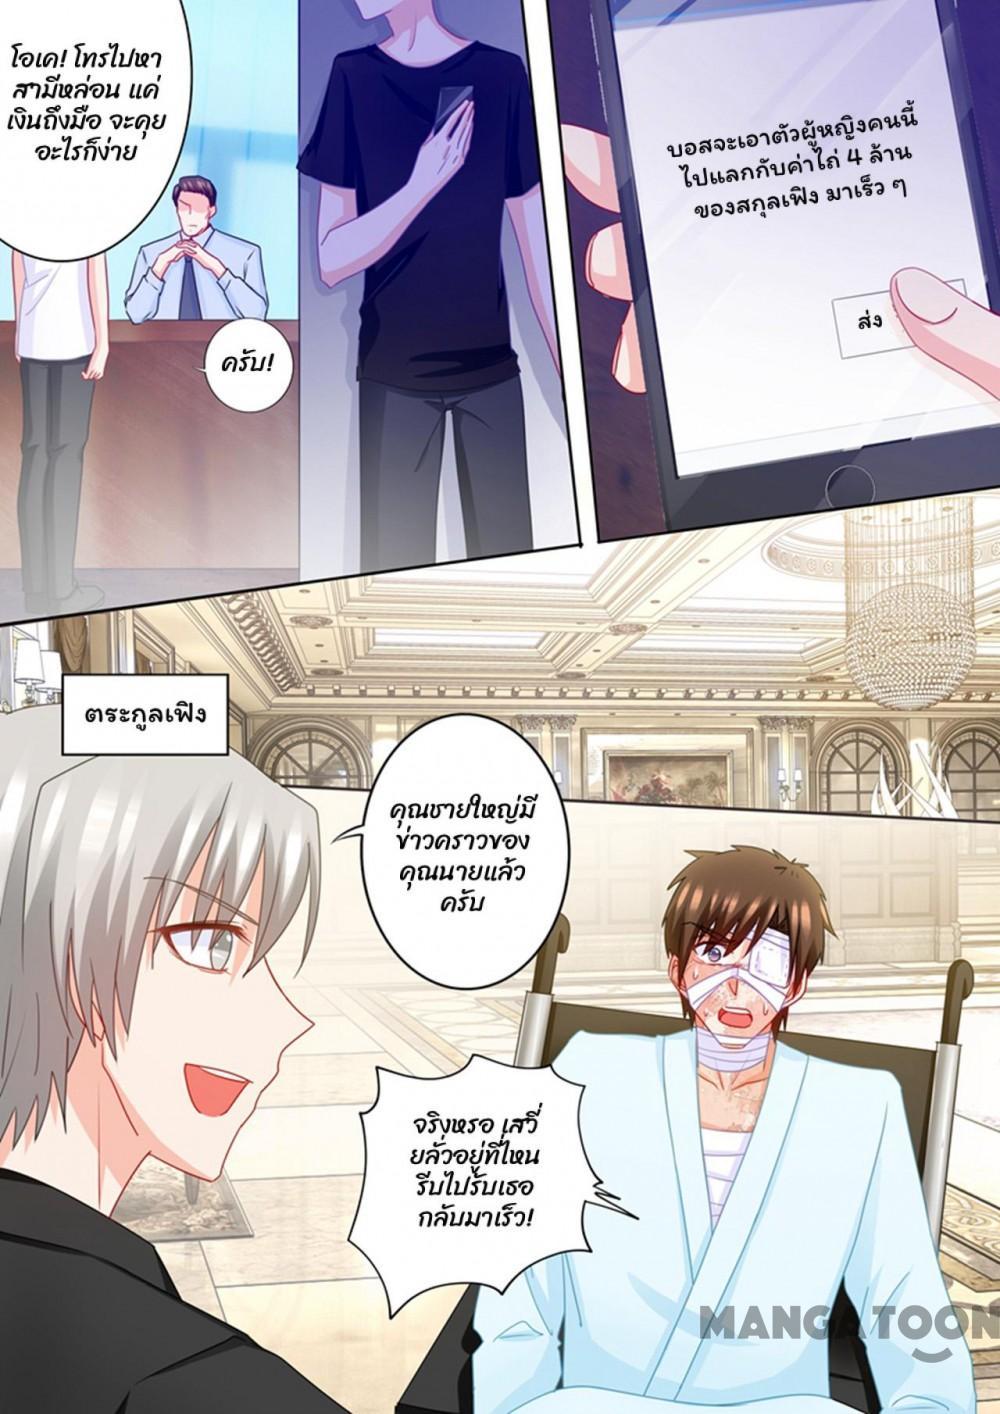 โอเค! โทรไปหา
สามีหล่อน แค่
เงินถึงมือ จะคุย
อะไรก็ง่าย
ครับ!
บอสจะเอาตัวผู้หญิงคนนี้
ไปแลกกับค่าไถ่ 4 ล้าน
ของสกุลเฟิง มาเร็ว ๆ
ส่ง
ตระกูลเฟิง
คุณชายใหญ่มี
ข่าวคราวของ
คุณนายแล้ว
ครับ
จริงหรอ เสวี่
ยลั่วอยู่ที่ไหน
รีบไปรับเธอ
กลับมาเร็ว!
MANGATOON